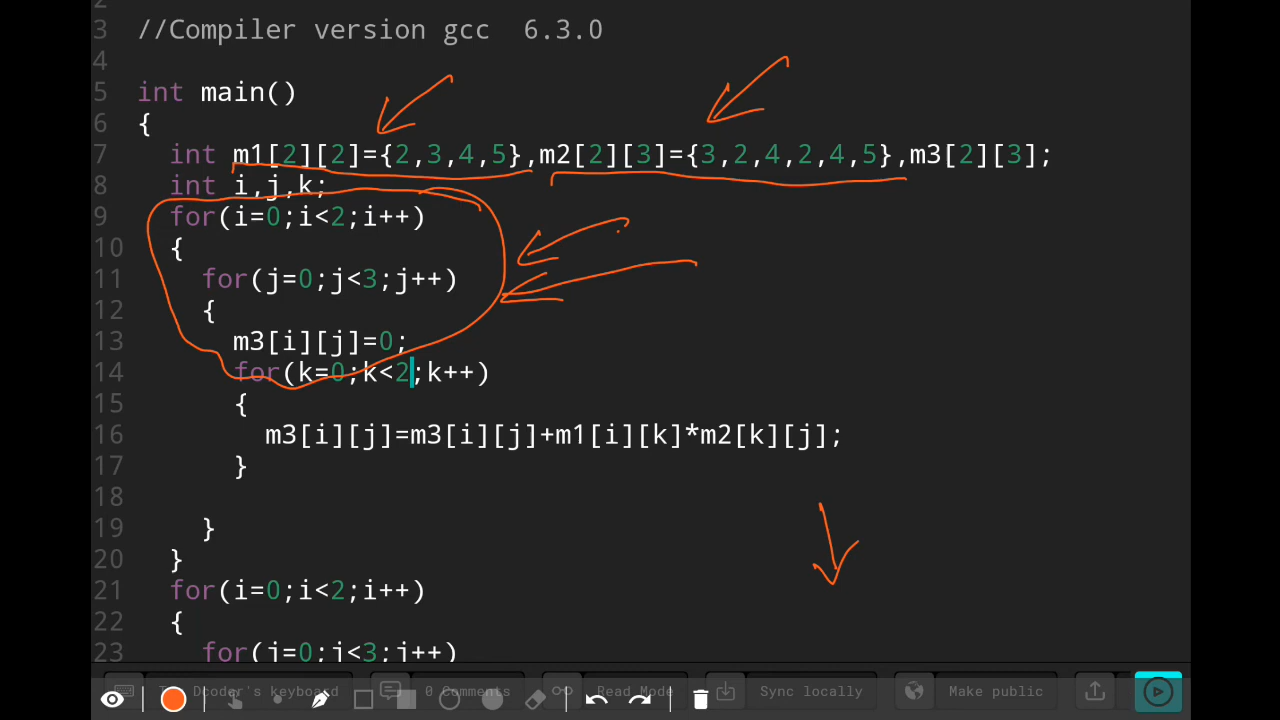 2
3 //Compiler version gcc  6.3.0
4
5 int main()
6 {
7   int m1[2][2]={2,3,4,5},m2[2][3]={3,2,4,2,4,5},m3[2][3];
8   int i,j,k;
9   for(i=0;i<2;i++)
10   {
11     for(j=0;j<3;j++)
12     {
13       m3[i][j]=0;
14       for(k=0;k<2;k++)
15       {
16         m3[i][j]=m3[i][j]+m1[i][k]*m2[k][j];
17       }
18
19     }
20   }
21   for(i=0;i<2;i++)
22   {
23     for(j=0;j<3;j++)
Dcoder's keyboard 0 Comments Read Mode Sync locally Make public